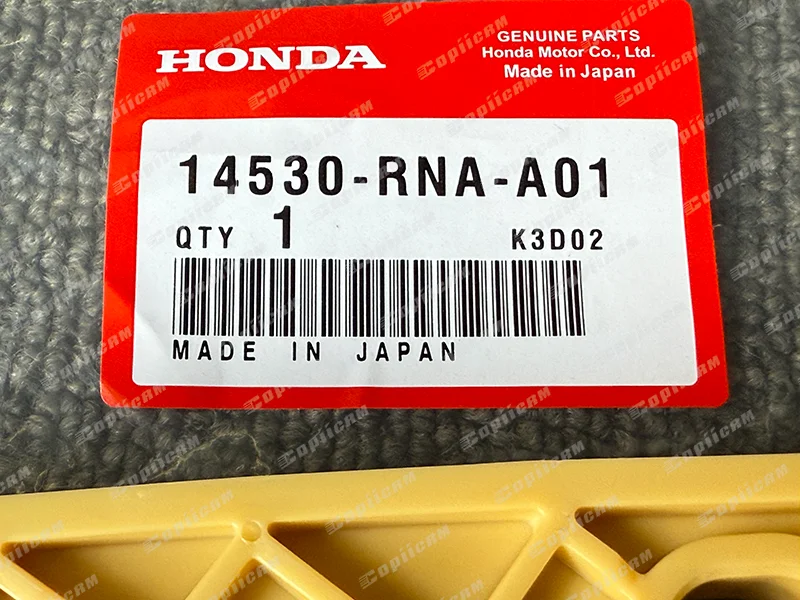 HONDA
GENUINE PARTS
Honda Motor Co., Ltd.
Made in Japan
14530-RNA-A01
QTY 1 K3D02
MADE IN JAPAN
Copiicam